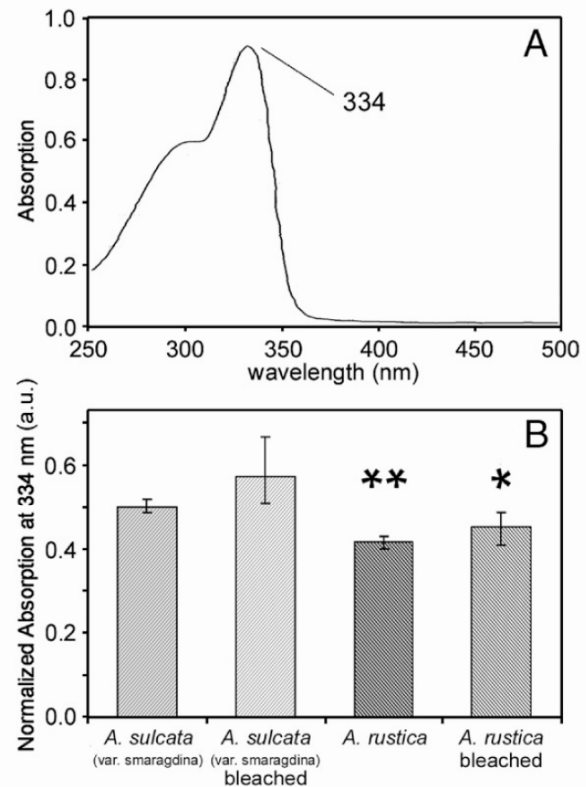 A
1.0
0.8
0.6
0.4
0.2
0.0
Absorption
334
250 300 350 400 450 500
wavelength (nm)
B
Normalized Absorption at 334 nm (a.u.)
0.6
0.4
0.2
0.0
** *
A. sulcata A. sulcata A. rustica A. rustica
(var. smaragdina) (var. smaragdina) bleached
bleached